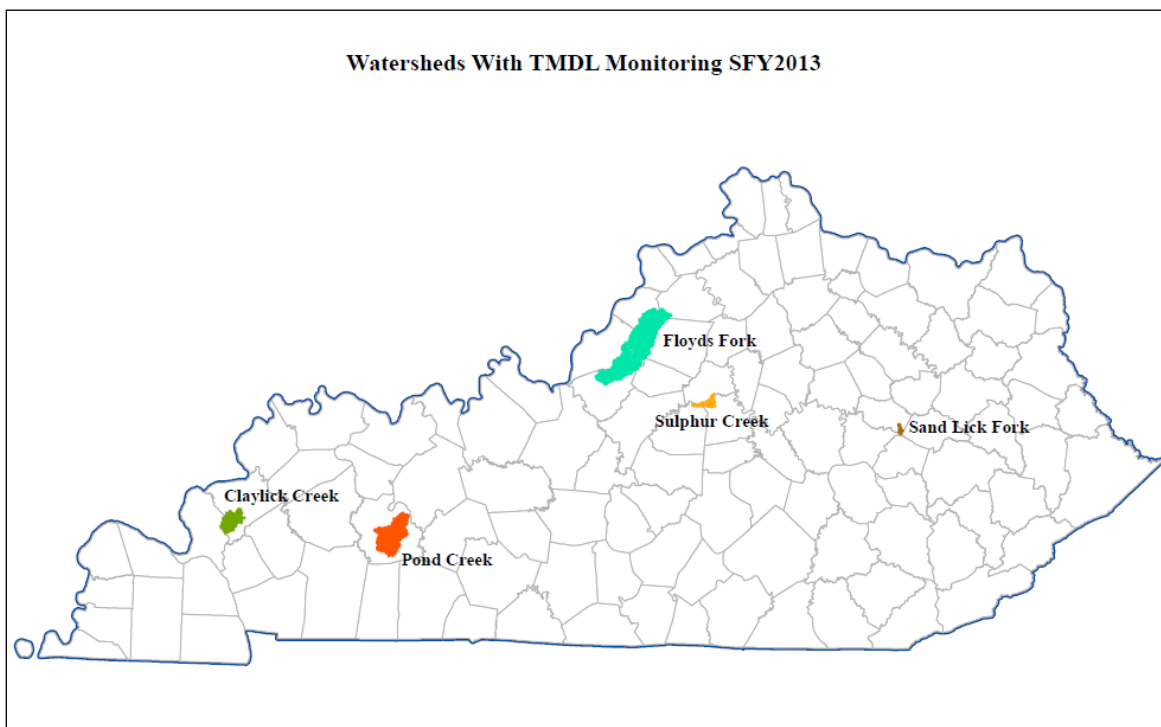 Watersheds With TMDL Monitoring SFY2013
Floyds Fork
Sulphur Creek
Sand Lick Fork
Claylick Creek
Pond Creek